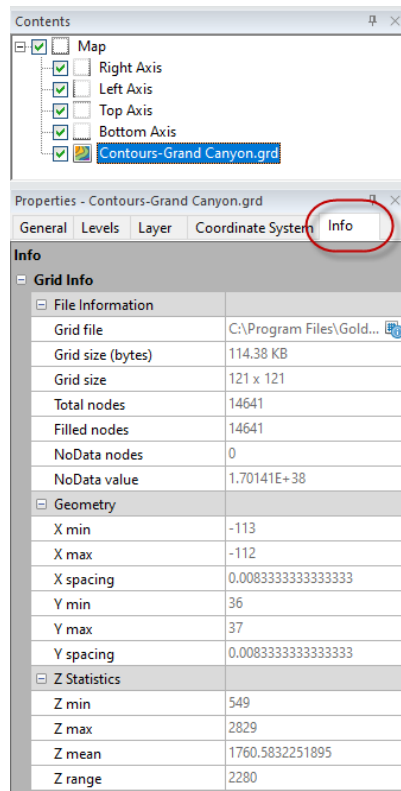 Contents
Map
Right Axis
Left Axis
Top Axis
Bottom Axis
Contours-Grand Canyon.grd
Properties - Contours-Grand Canyon.grd
General Levels Layer Coordinate System Info
Info
Grid Info
File Information
Grid file C:\Program Files\Gold...
Grid size (bytes) 114.38 KB
Grid size 121 x 121
Total nodes 14641
Filled nodes 14641
NoData nodes 0
NoData value 1.70141E+38
Geometry
X min -113
X max -112
X spacing 0.0083333333333333
Y min 36
Y max 37
Y spacing 0.0083333333333333
Z Statistics
Z min 549
Z max 2829
Z mean 1760.5832251895
Z range 2280